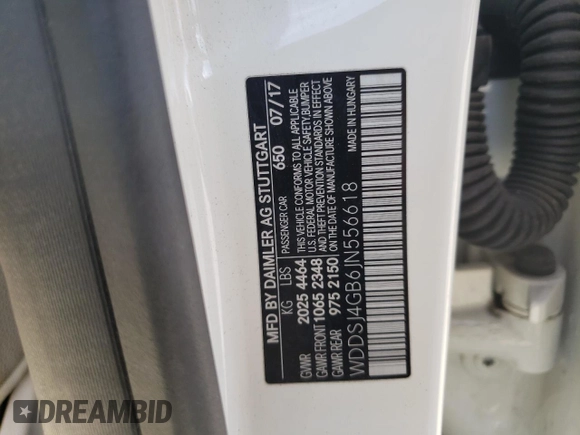 MFD BY DAIMLER AG STUTTGART
KG LBS PASSENGER CAR 650 07/17
GVWR 2025 4464 THIS VEHICLE CONFORMS TO ALL APPLICABLE
GAWR FRONT 1065 2348 U.S. FEDERAL MOTOR VEHICLE SAFETY, BUMPER
GAWR REAR 975 2150 AND THEFT PREVENTION STANDARDS IN EFFECT
ON THE DATE OF MANUFACTURE SHOWN ABOVE
WDDSJ4GB6JN556618 MADE IN HUNGARY
DREAMBID